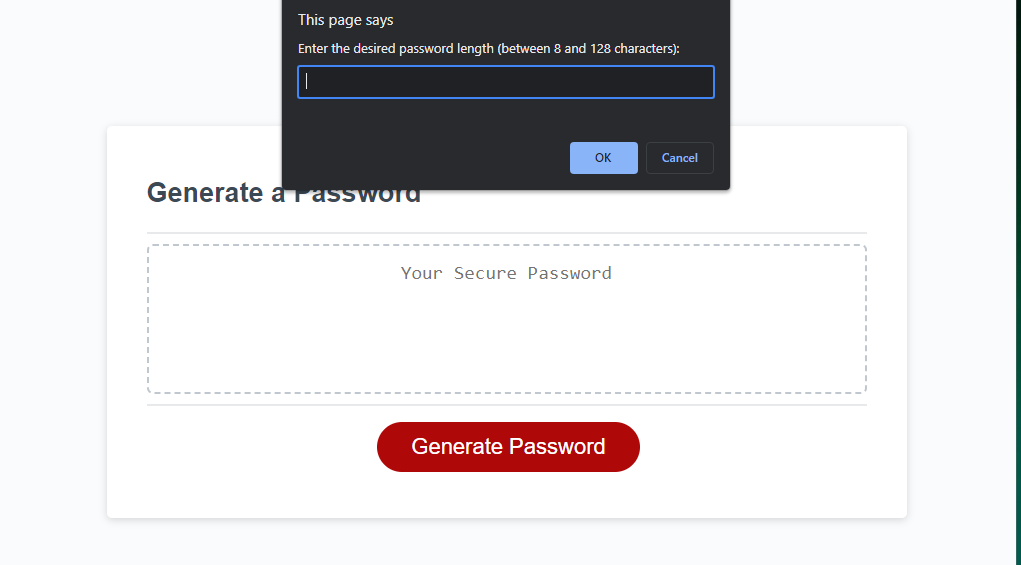 This page says
Enter the desired password length (between 8 and 128 characters):
OK
Cancel
Generate a Password
Your Secure Password
Generate Password